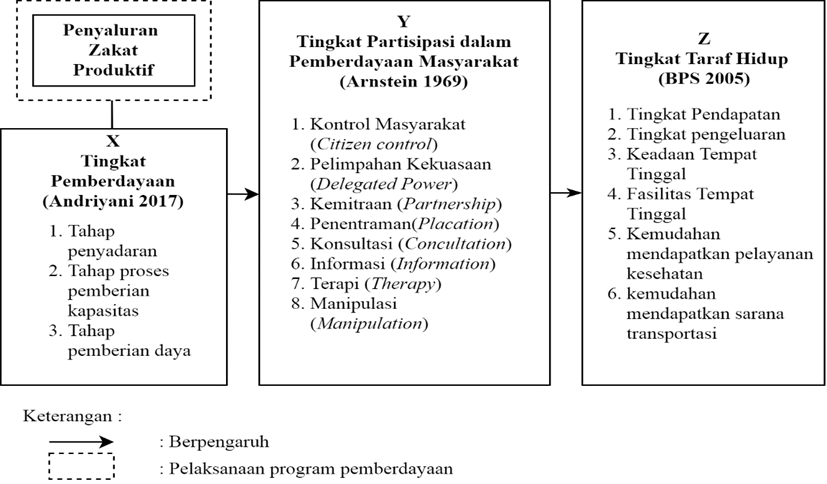 Penyaluran
Zakat
Produktif
X
Tingkat
Pemberdayaan
(Andriyani 2017)
1. Tahap
penyadaran
2. Tahap proses
pemberian
kapasitas
3. Tahap
pemberian daya
Y
Tingkat Partisipasi dalam
Pemberdayaan Masyarakat
(Arnstein 1969)
1. Kontrol Masyarakat
(Citizen control)
2. Pelimpahan Kekuasaan
(Delegated Power)
3. Kemitraan (Partnership)
4. Penentraman(Placation)
5. Konsultasi (Concultation)
6. Informasi (Information)
7. Terapi (Therapy)
8. Manipulasi
(Manipulation)
Z
Tingkat Taraf Hidup
(BPS 2005)
1. Tingkat Pendapatan
2. Tingkat pengeluaran
3. Keadaan Tempat
Tinggal
4. Fasilitas Tempat
Tinggal
5. Kemudahan
mendapatkan pelayanan
kesehatan
6. kemudahan
mendapatkan sarana
transportasi
Keterangan :
: Berpengaruh
: Pelaksanaan program pemberdayaan